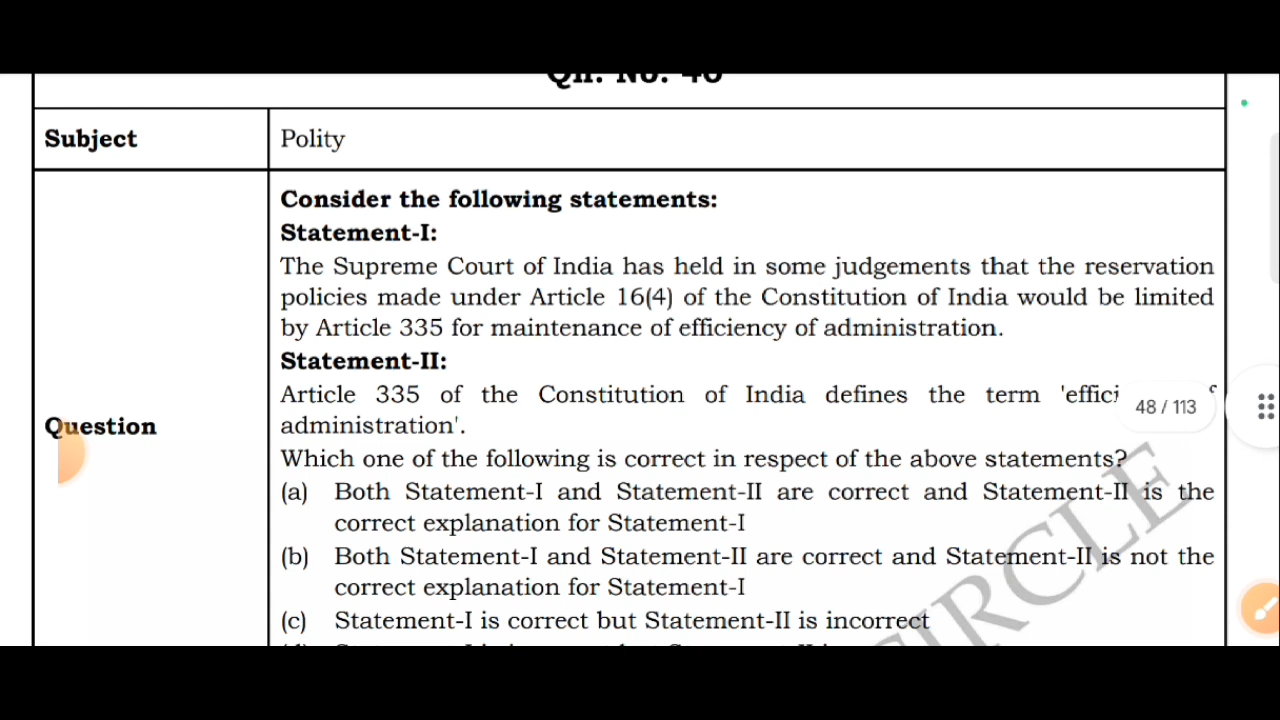 Qn. No. 46
Subject
Polity
Question
Consider the following statements:
Statement-I:
The Supreme Court of India has held in some judgements that the reservation
policies made under Article 16(4) of the Constitution of India would be limited
by Article 335 for maintenance of efficiency of administration.
Statement-II:
Article 335 of the Constitution of India defines the term 'effici
administration'.
Which one of the following is correct in respect of the above statements?
(a) Both Statement-I and Statement-II are correct and Statement-II is the
correct explanation for Statement-I
(b) Both Statement-I and Statement-II are correct and Statement-II is not the
correct explanation for Statement-I
(c) Statement-I is correct but Statement-II is incorrect
48 / 113
CIRCLE